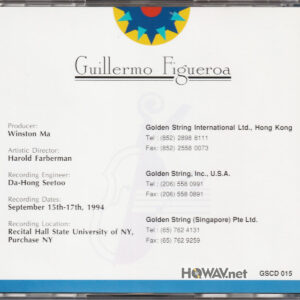 Guillermo Figueroa
Producer:
Winston Ma
Artistic Director:
Harold Farberman
Recording Engineer:
Da-Hong Seetoo
Recording Dates:
September 15th-17th, 1994
Recording Location:
Recital Hall State University of NY,
Purchase NY
Golden String International Ltd., Hong Kong
Tel : (852) 2898 8111
Fax: (852) 2558 0073
Golden String, Inc., U.S.A.
Tel : (206) 558 0991
Fax: (206) 558 0891
Golden String (Singapore) Pte Ltd.
Tel : (65) 762 4131
Fax : (65) 762 9259
HQWAV.net
GSCD 015